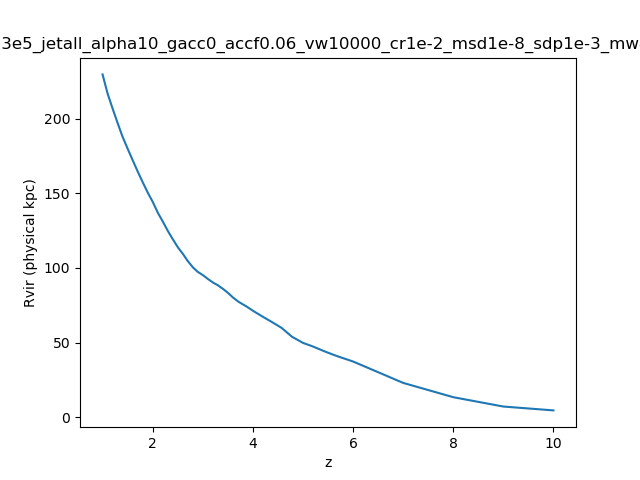 3e5_jetall_alpha10_gacc0_accf0.06_vw10000_cr1e-2_msd1e-8_sdp1e-3_mw
Rvir (physical kpc)
200
150
100
50
0
2 4 6 8 10
z